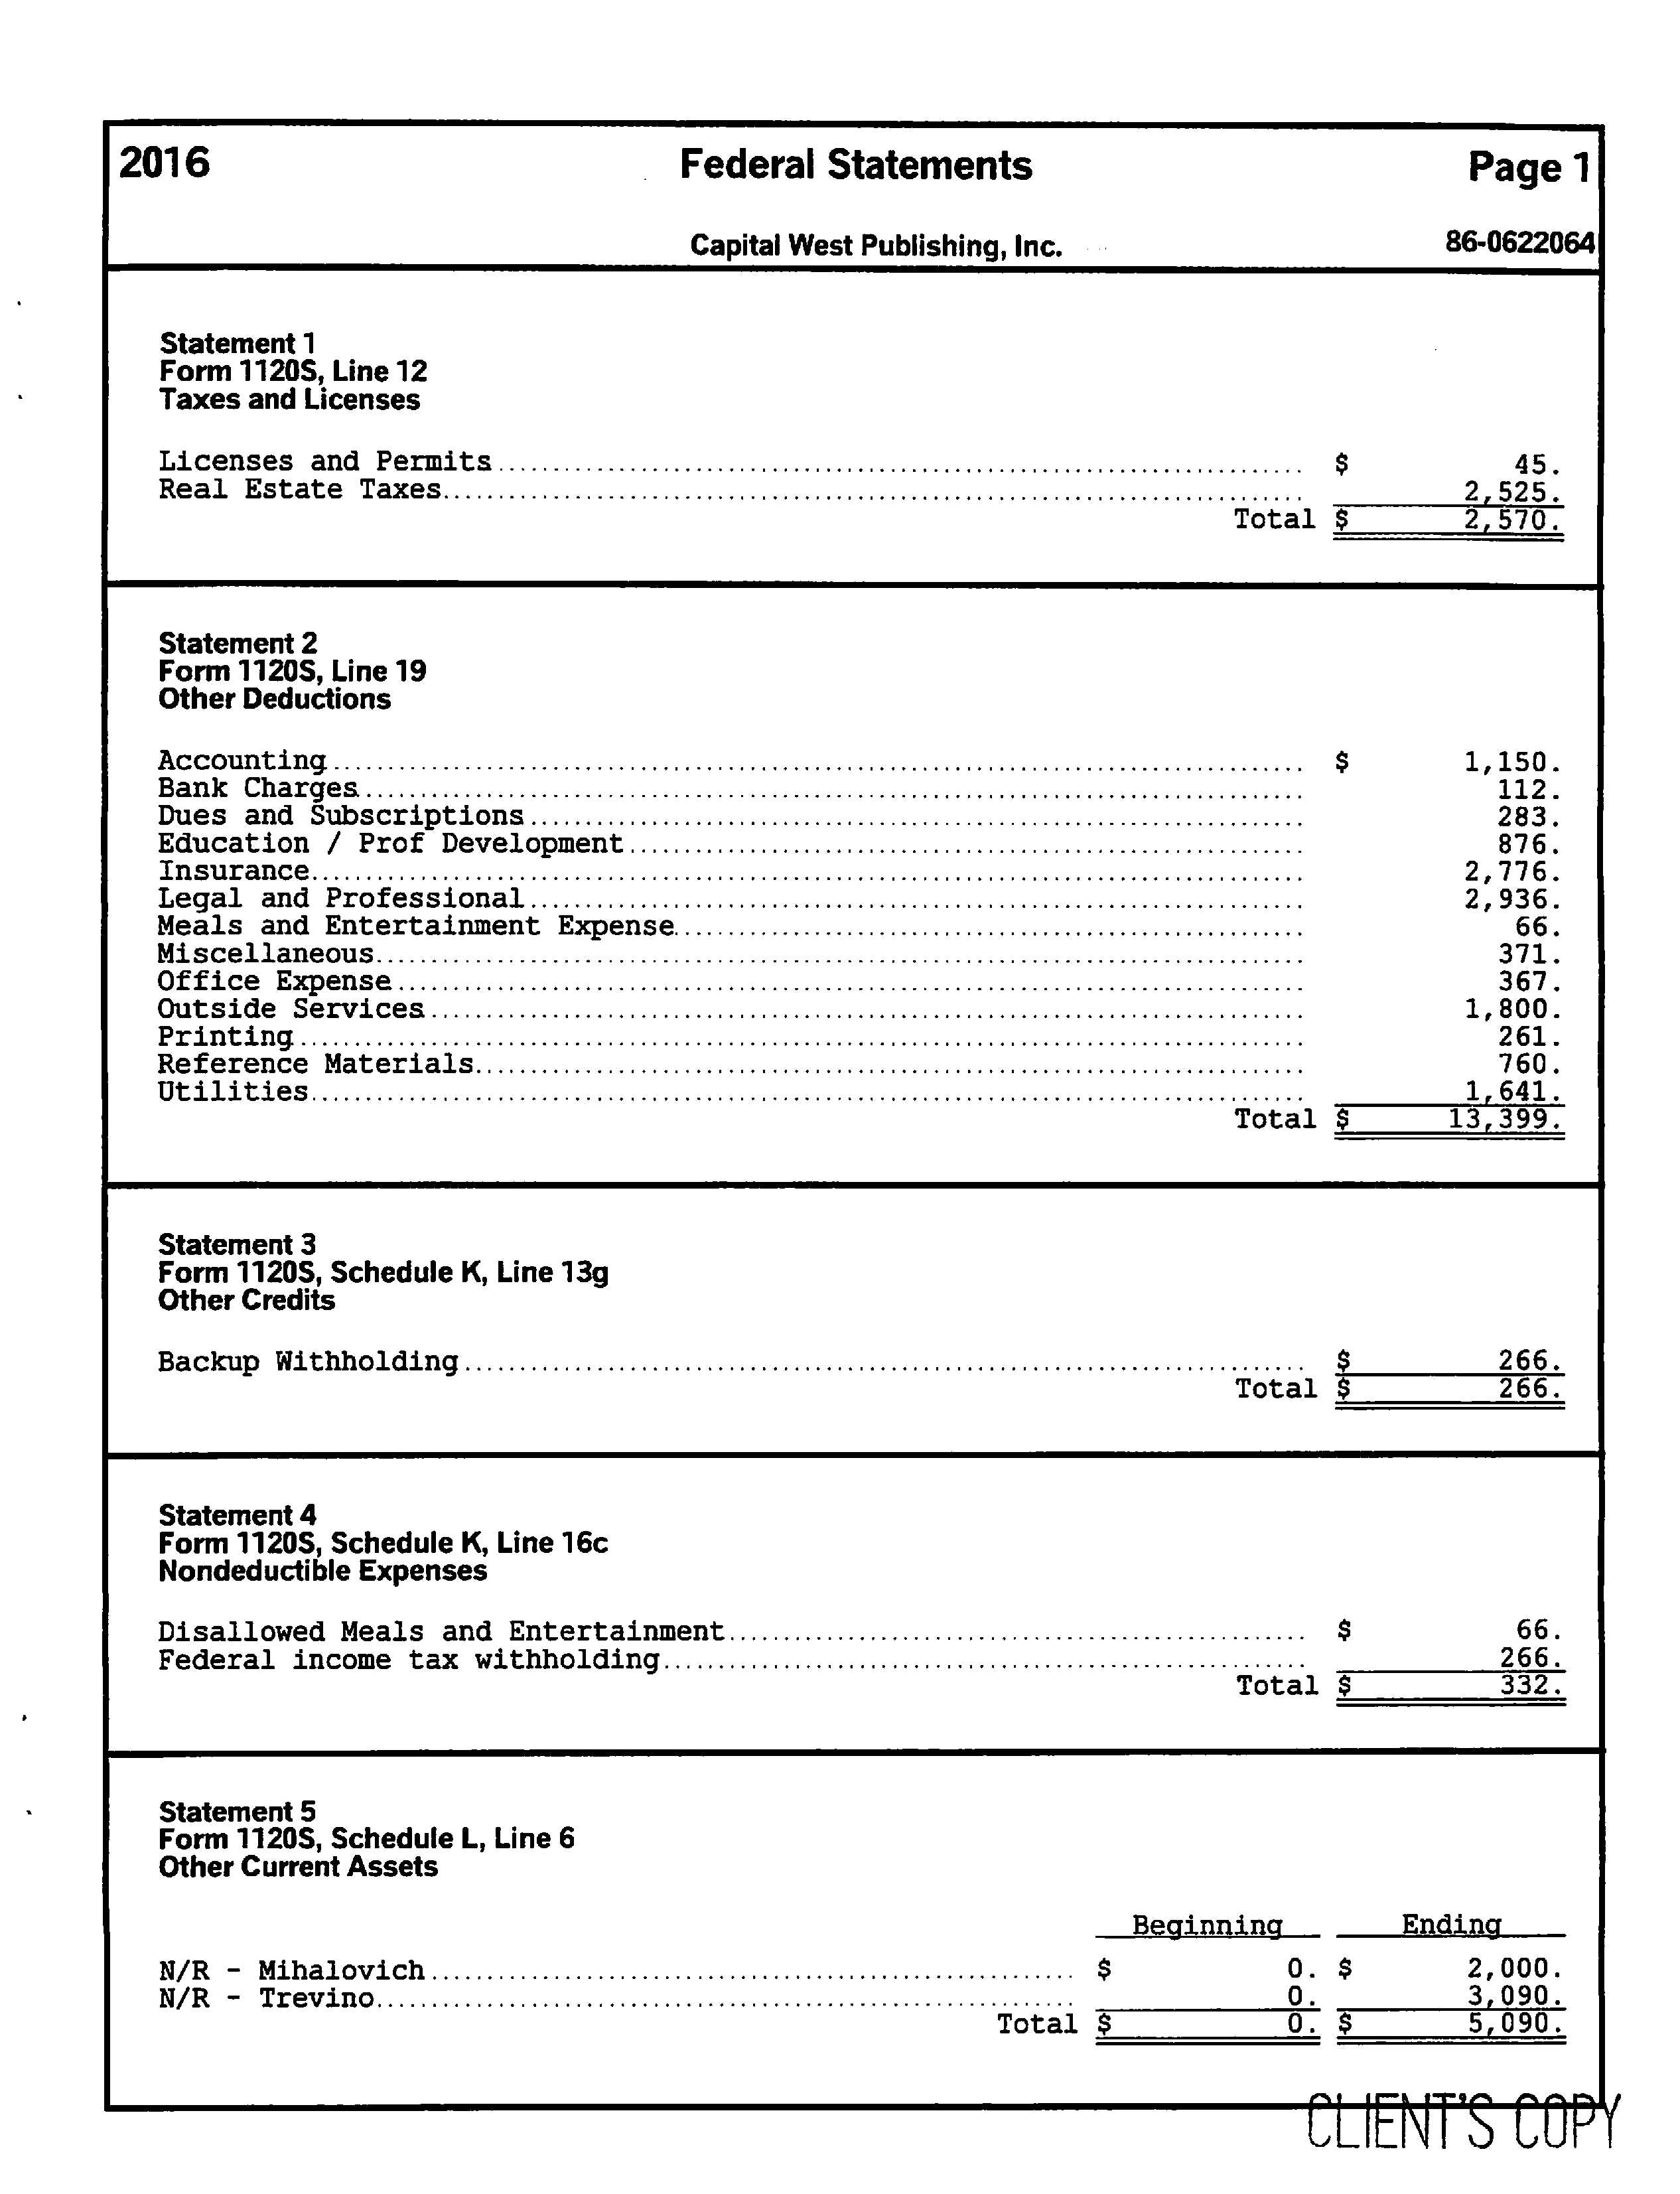 2016 Federal Statements Page 1
Capital West Publishing, Inc. 86-0622064
Statement 1
Form 1120S, Line 12
Taxes and Licenses
Licenses and Permits $ 45.
Real Estate Taxes 2,525.
Total $ 2,570.
Statement 2
Form 1120S, Line 19
Other Deductions
Accounting $ 1,150.
Bank Charges 112.
Dues and Subscriptions 283.
Education / Prof Development 876.
Insurance 2,776.
Legal and Professional 2,936.
Meals and Entertainment Expense 66.
Miscellaneous 371.
Office Expense 367.
Outside Services 1,800.
Printing 261.
Reference Materials 760.
Utilities 1,641.
Total $ 13,399.
Statement 3
Form 1120S, Schedule K, Line 13g
Other Credits
Backup Withholding $ 266.
Total $ 266.
Statement 4
Form 1120S, Schedule K, Line 16c
Nondeductible Expenses
Disallowed Meals and Entertainment $ 66.
Federal income tax withholding 266.
Total $ 332.
Statement 5
Form 1120S, Schedule L, Line 6
Other Current Assets
Beginning Ending
N/R - Mihalovich $ 0. $ 2,000.
N/R - Trevino 0. 3,090.
Total $ 0. $ 5,090.
CLIENT'S COPY